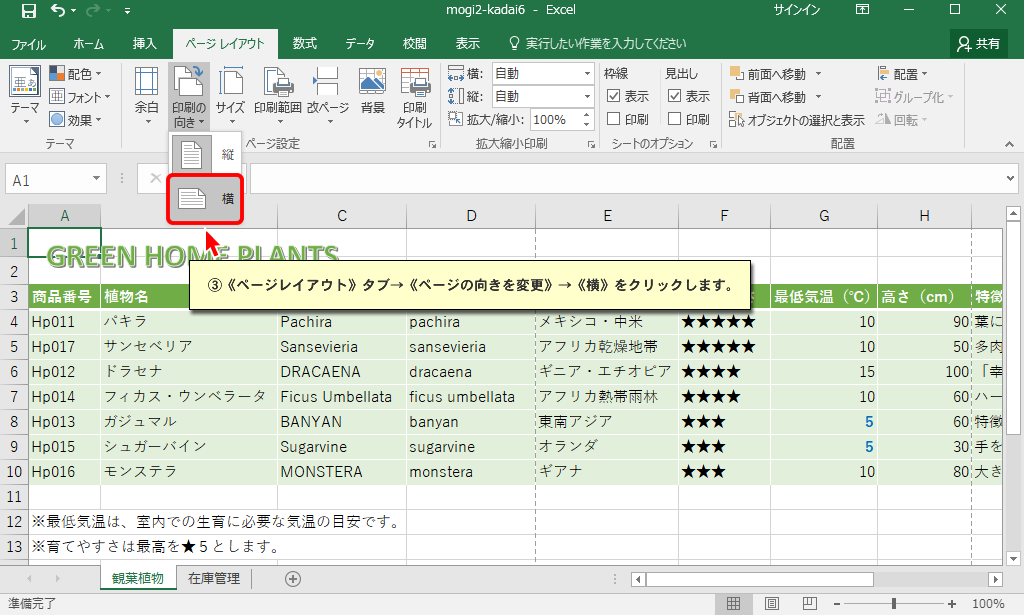 mogi2-kadai6 - Excel
サインイン
ファイル ホーム 挿入 ページ レイアウト 数式 データ 校閲 表示 実行したい作業を入力してください 共有
テーマ 配色 フォント 効果
余白 印刷の向き サイズ 印刷範囲 改ページ 背景 印刷タイトル
横: 自動
縦: 自動
拡大/縮小: 100%
枠線 見出し
表示 表示
印刷 印刷
前面へ移動 配置
背面へ移動 グループ化
オブジェクトの選択と表示 回転
テーマ ページ設定 拡大縮小印刷 シートのオプション 配置
縦
横
A1
A C D E F G H
1 GREEN HOME PLANTS
2
③《ページレイアウト》タブ→《ページの向きを変更》→《横》をクリックします。
3 商品番号 植物名 最低気温（℃） 高さ（cm） 特徴
4 Hp011 パキラ Pachira pachira メキシコ・中米 ★★★★★ 10 90 葉に
5 Hp017 サンセベリア Sansevieria sansevieria アフリカ乾燥地帯 ★★★★★ 10 50 多肉
6 Hp012 ドラセナ DRACAENA dracaena ギニア・エチオピア ★★★★ 15 100 「幸
7 Hp014 フィカス・ウンベラータ Ficus Umbellata ficus umbellata アフリカ熱帯雨林 ★★★★ 10 60 ハー
8 Hp013 ガジュマル BANYAN banyan 東南アジア ★★★ 5 60 特徴
9 Hp015 シュガーバイン Sugarvine sugarvine オランダ ★★★ 5 30 手を
10 Hp016 モンステラ MONSTERA monstera ギアナ ★★★ 10 80 大き
11
12 ※最低気温は、室内での生育に必要な気温の目安です。
13 ※育てやすさは最高を★５とします。
観葉植物 在庫管理
準備完了
100%